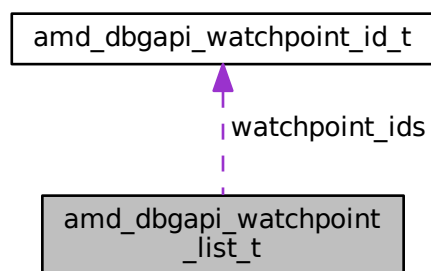 amd_dbgapi_watchpoint_id_t
watchpoint_ids
amd_dbgapi_watchpoint
_list_t